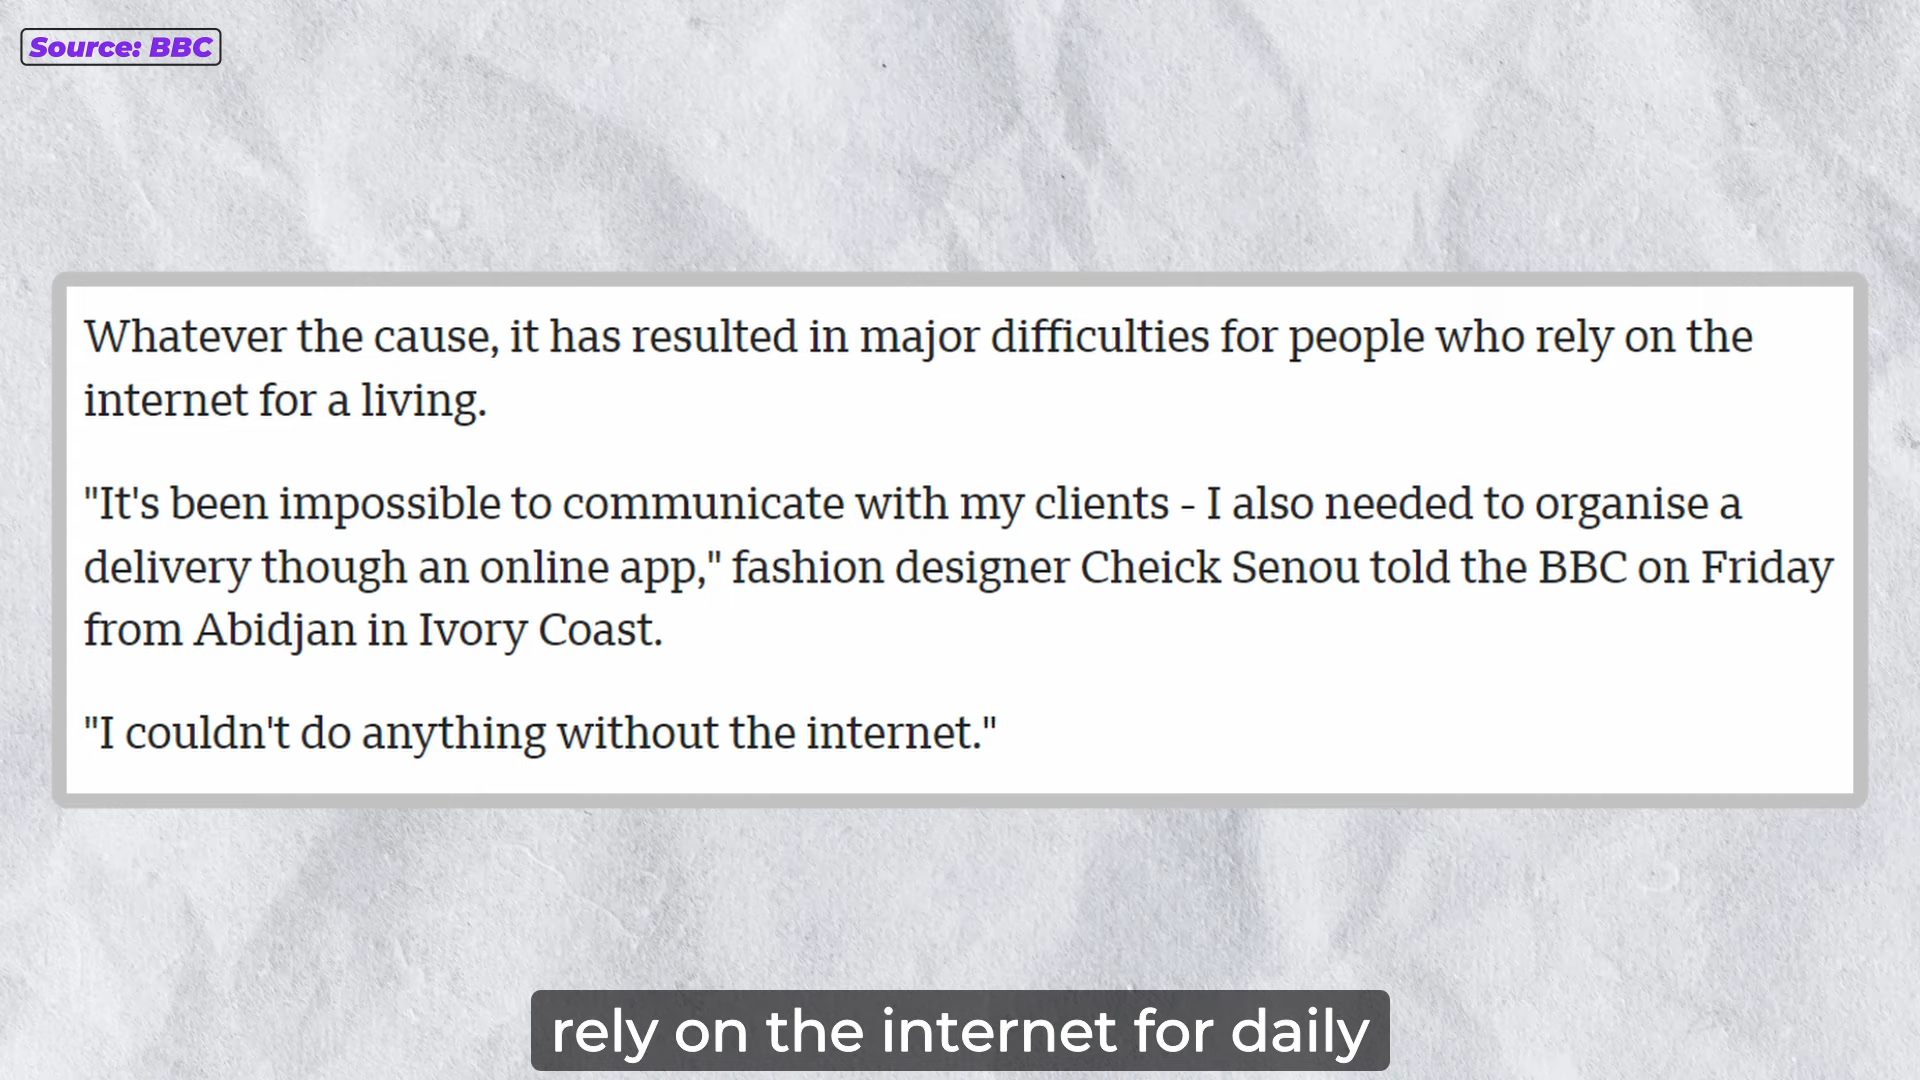 Source: BBC
Whatever the cause, it has resulted in major difficulties for people who rely on the
internet for a living.
"It's been impossible to communicate with my clients - I also needed to organise a
delivery though an online app," fashion designer Cheick Senou told the BBC on Friday
from Abidjan in Ivory Coast.
"I couldn't do anything without the internet."
rely on the internet for daily